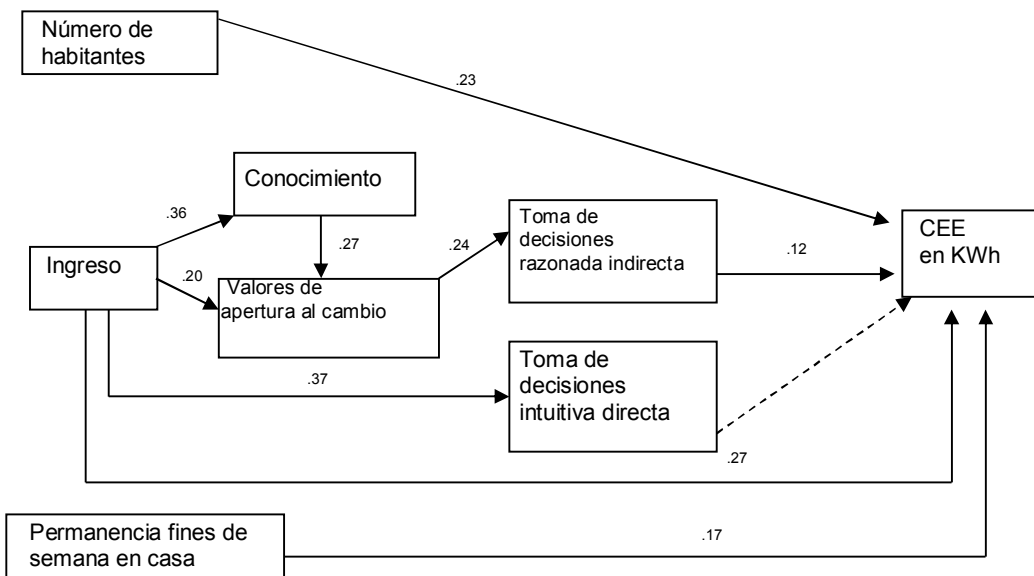 Número de
habitantes
.23
Conocimiento
.36
.27
Ingreso
.20
Valores de
apertura al cambio
.24
Toma de
decisiones
razonada indirecta
.12
CEE
en KWh
.37
Toma de
decisiones
intuitiva directa
.27
Permanencia fines de
semana en casa
.17